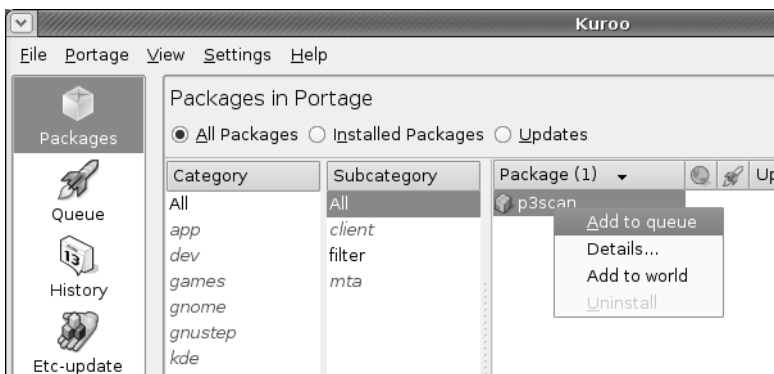 Kuroo
File Portage View Settings Help
Packages
Queue
13
History
Etc-update
Packages in Portage
All Packages Installed Packages Updates
Category
All
app
dev
games
gnome
gnustep
kde
Subcategory
All
client
filter
mta
Package (1) Up
p3scan
Add to queue
Details...
Add to world
Uninstall